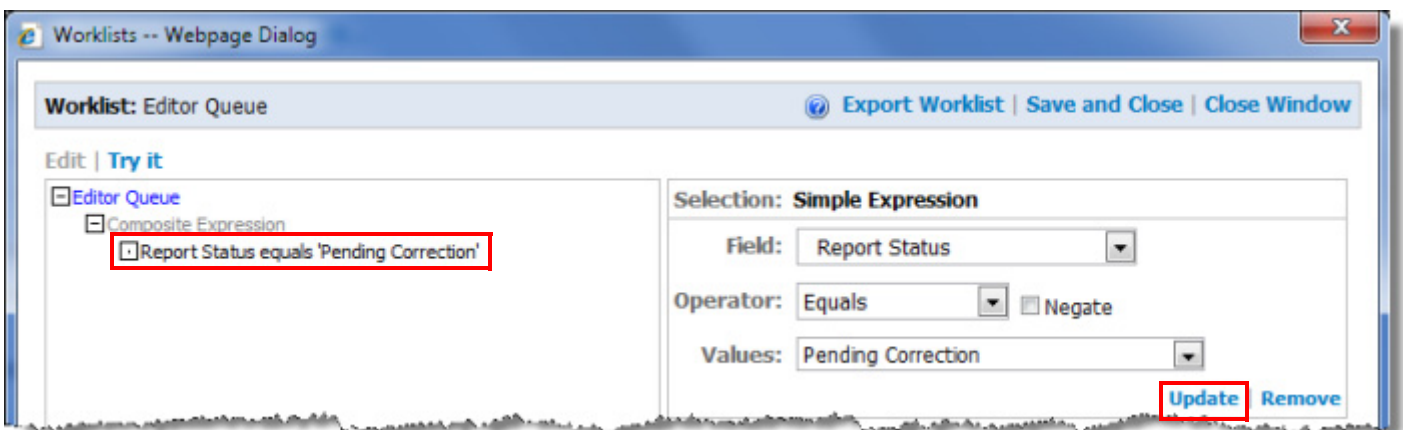 Worklists -- Webpage Dialog
Worklist: Editor Queue
Export Worklist | Save and Close | Close Window
Edit | Try it
Editor Queue
Composite Expression
Report Status equals 'Pending Correction'
Selection: Simple Expression
Field: Report Status
Operator: Equals Negate
Values: Pending Correction
Update Remove